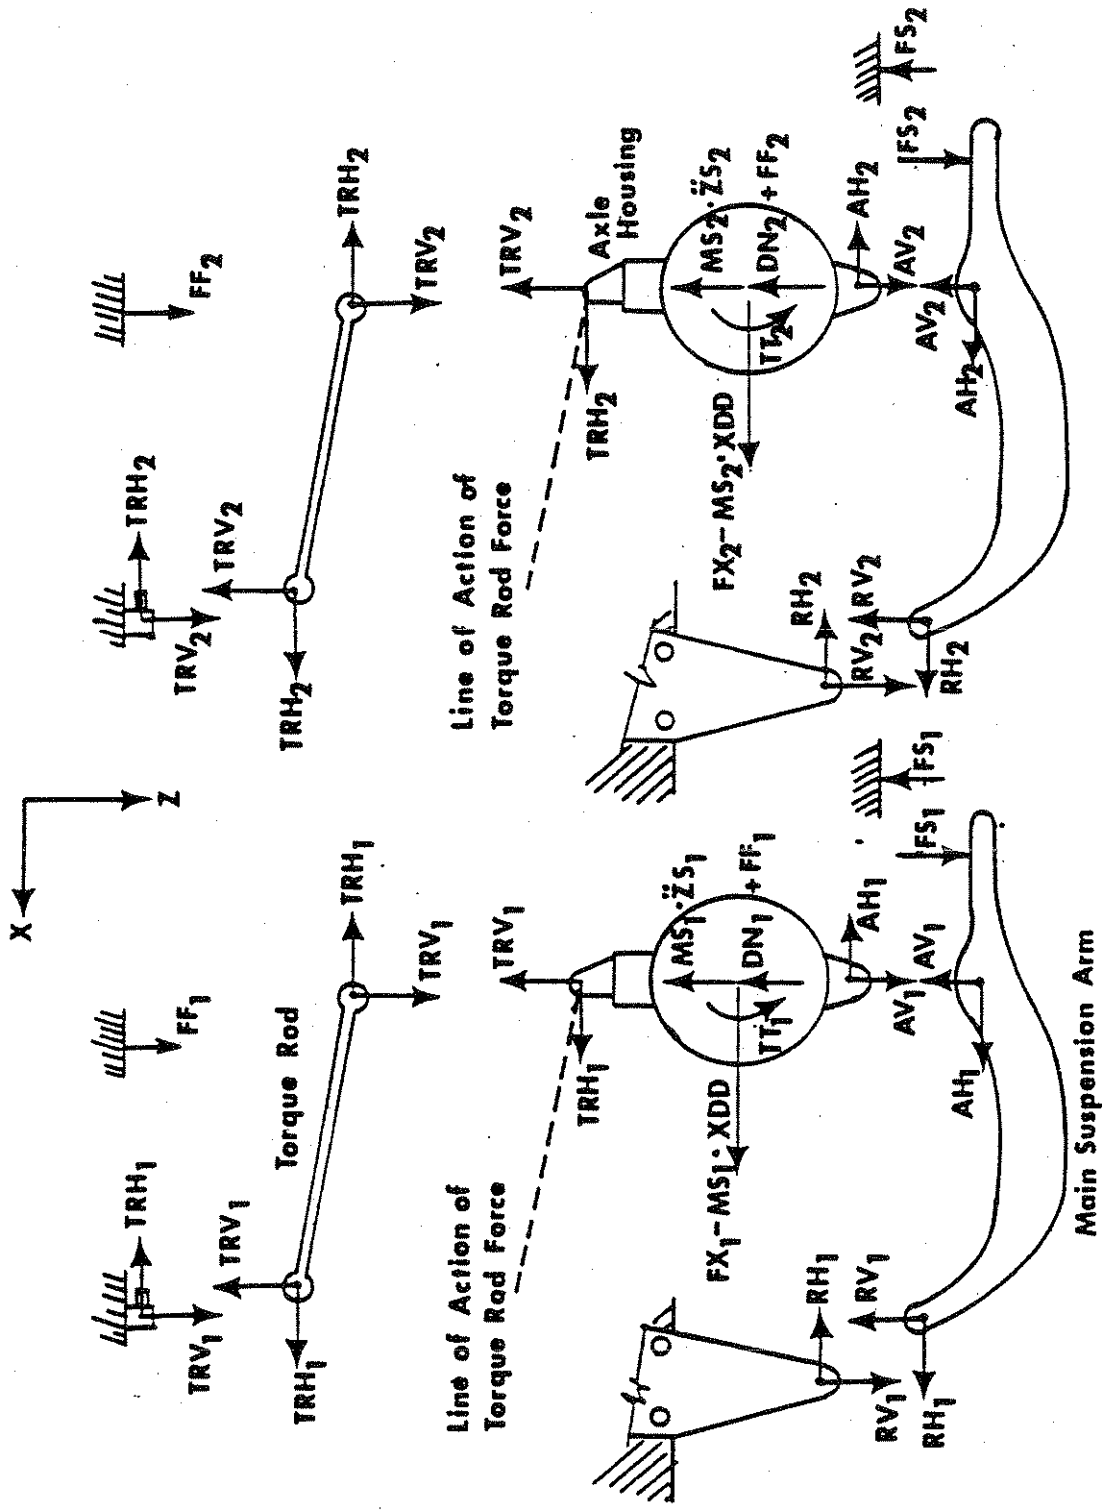 X
Z
TRH₁
TRV₁
FF₁
TRV₁
TRH₁
Torque Rod
TRH₁
TRV₁
Line of Action of
Torque Rod Force
TRV₁
TRH₁
MS₁·Z̈S₁
DN₁+FF₁
TT₁
FX₁-MS₁·XDD
AH₁
AV₁
AV₁
AH₁
RH₁
RV₁
RV₁
RH₁
FS₁
FS₁
Main Suspension Arm
TRH₂
TRV₂
FF₂
TRV₂
TRH₂
TRH₂
TRV₂
Line of Action of
Torque Rod Force
TRV₂
TRH₂
Axle
Housing
MS₂·Z̈S₂
DN₂+FF₂
TT₂
FX₂-MS₂·XDD
AH₂
AV₂
AV₂
AH₂
RH₂
RV₂
RV₂
RH₂
FS₂
FS₂